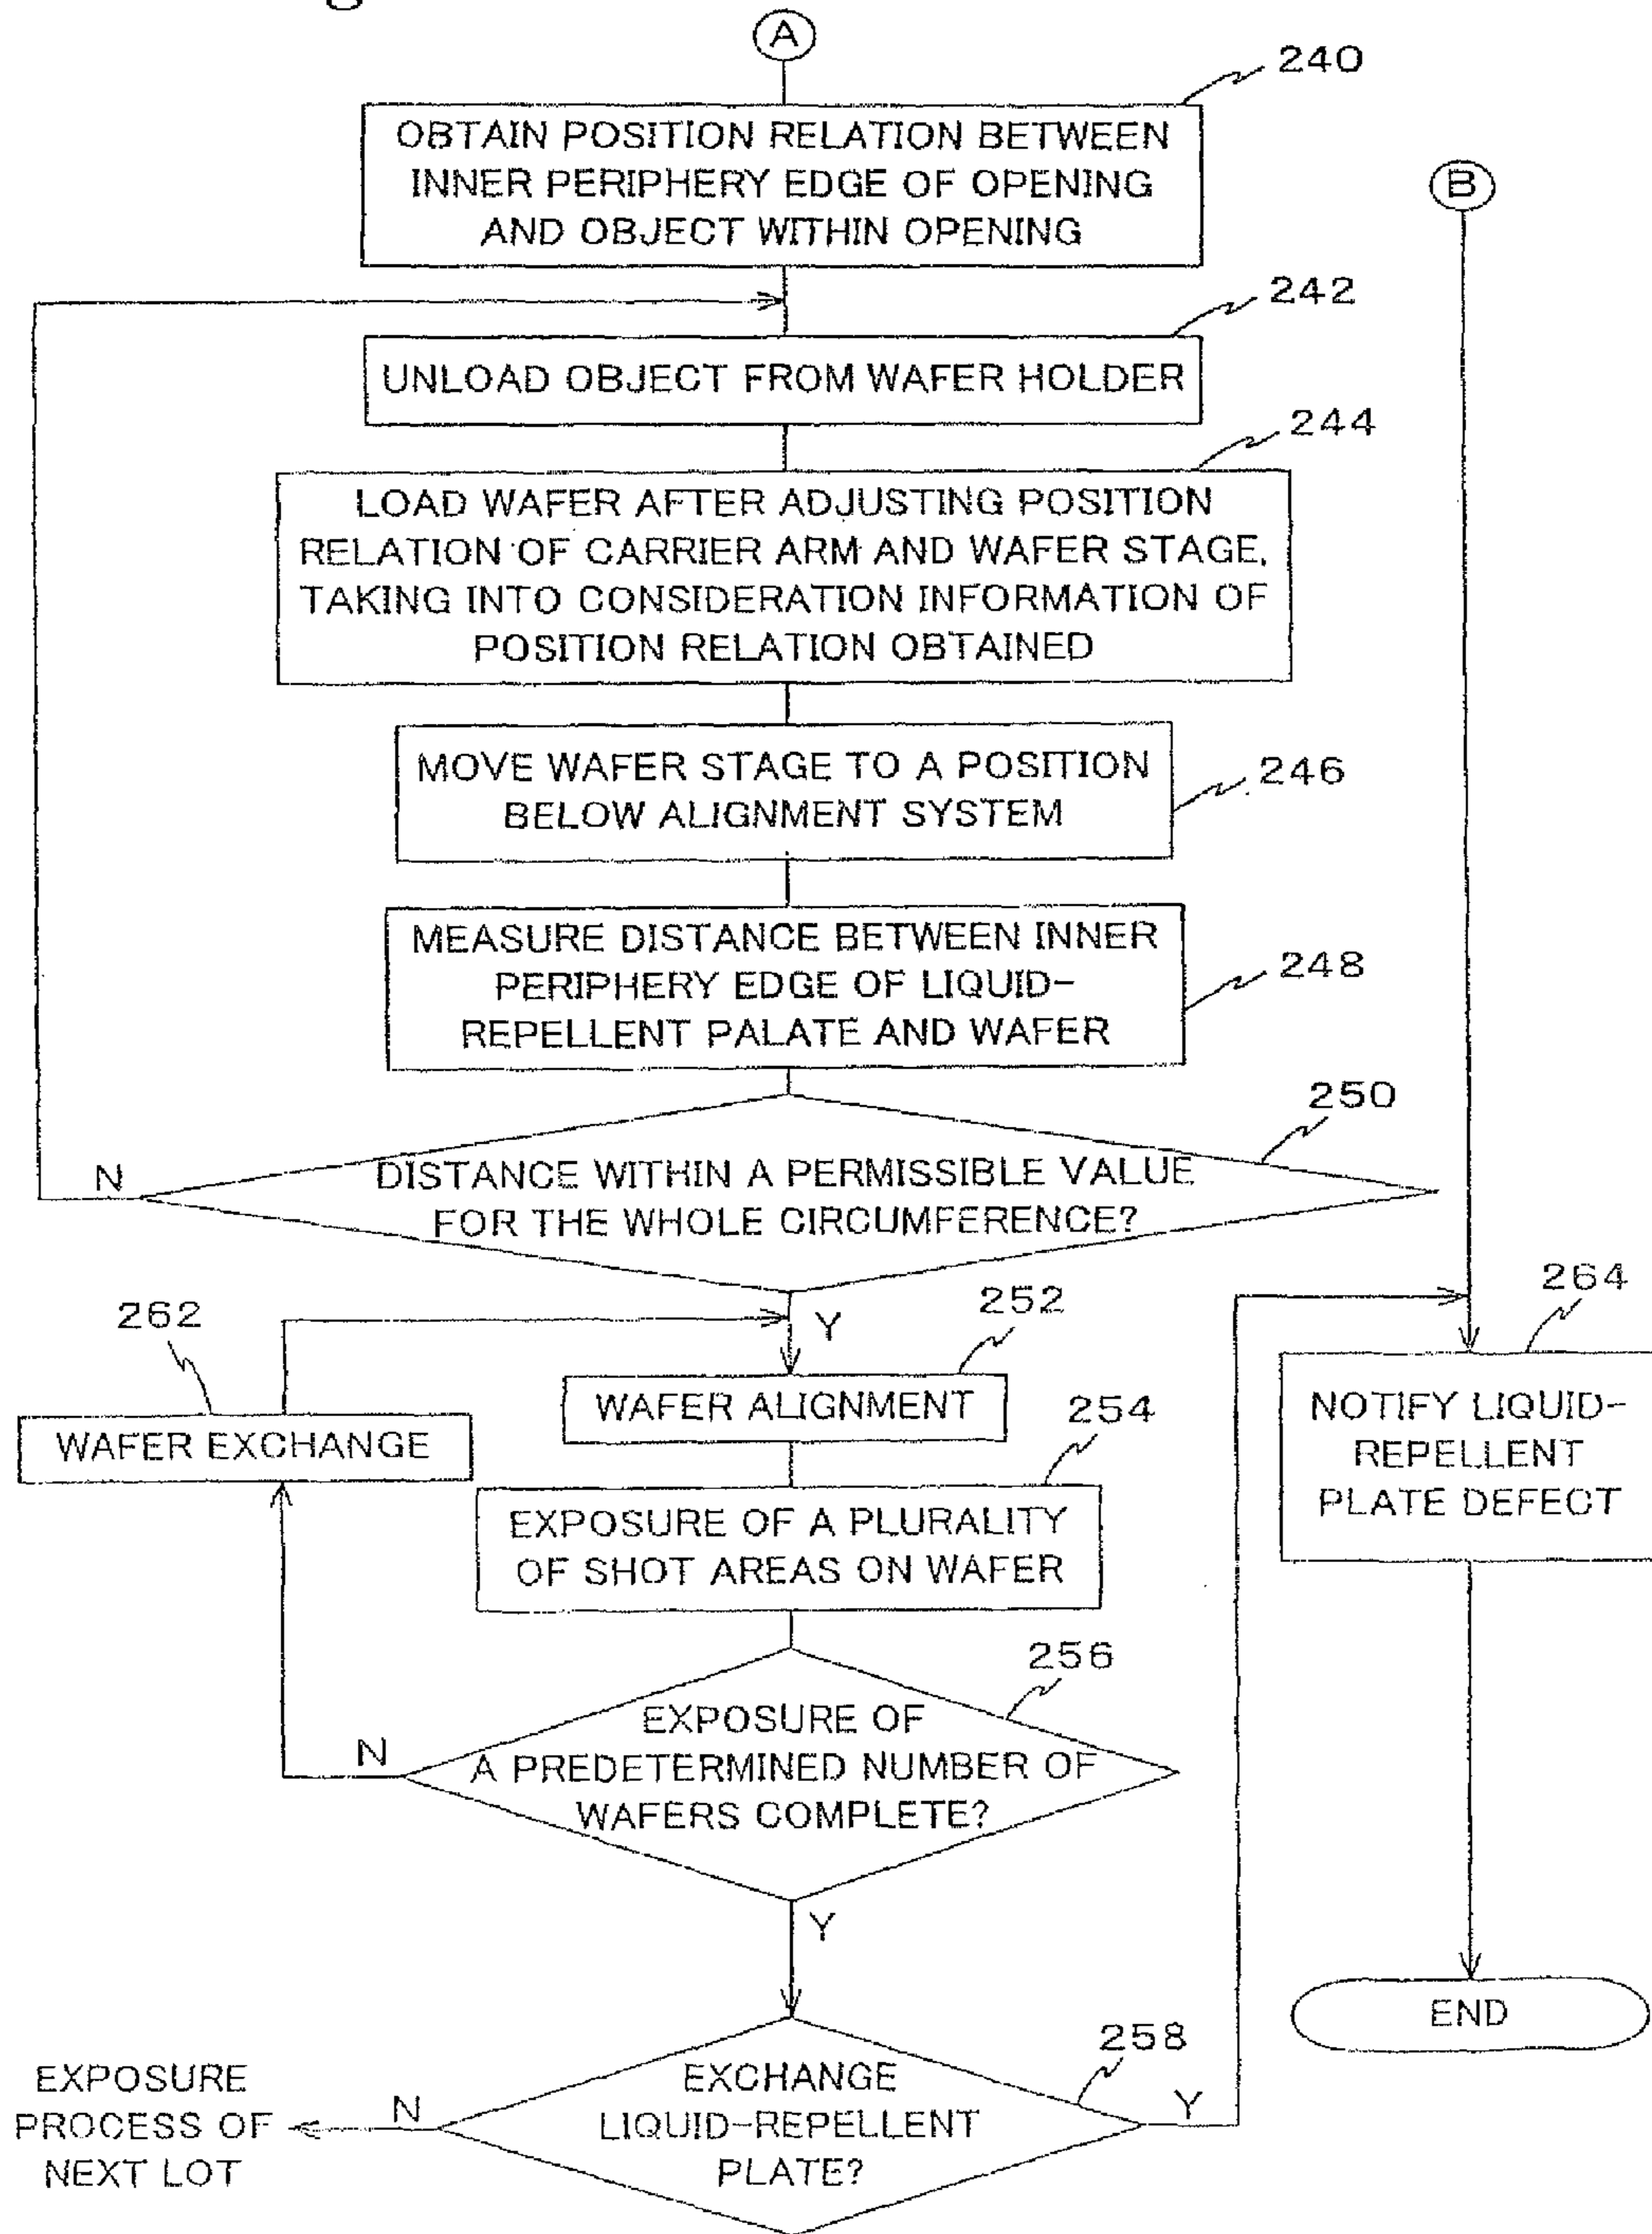 A
240
OBTAIN POSITION RELATION BETWEEN
INNER PERIPHERY EDGE OF OPENING
AND OBJECT WITHIN OPENING
B
242
UNLOAD OBJECT FROM WAFER HOLDER
244
LOAD WAFER AFTER ADJUSTING POSITION
RELATION OF CARRIER ARM AND WAFER STAGE,
TAKING INTO CONSIDERATION INFORMATION OF
POSITION RELATION OBTAINED
MOVE WAFER STAGE TO A POSITION
BELOW ALIGNMENT SYSTEM
246
MEASURE DISTANCE BETWEEN INNER
PERIPHERY EDGE OF LIQUID-
REPELLENT PALATE AND WAFER
248
250
N
DISTANCE WITHIN A PERMISSIBLE VALUE
FOR THE WHOLE CIRCUMFERENCE?
Y
262
WAFER EXCHANGE
252
WAFER ALIGNMENT
254
EXPOSURE OF A PLURALITY
OF SHOT AREAS ON WAFER
264
NOTIFY LIQUID-
REPELLENT
PLATE DEFECT
256
N
EXPOSURE OF
A PREDETERMINED NUMBER OF
WAFERS COMPLETE?
Y
END
258
EXCHANGE
LIQUID-REPELLENT
PLATE?
N
Y
EXPOSURE
PROCESS OF
NEXT LOT